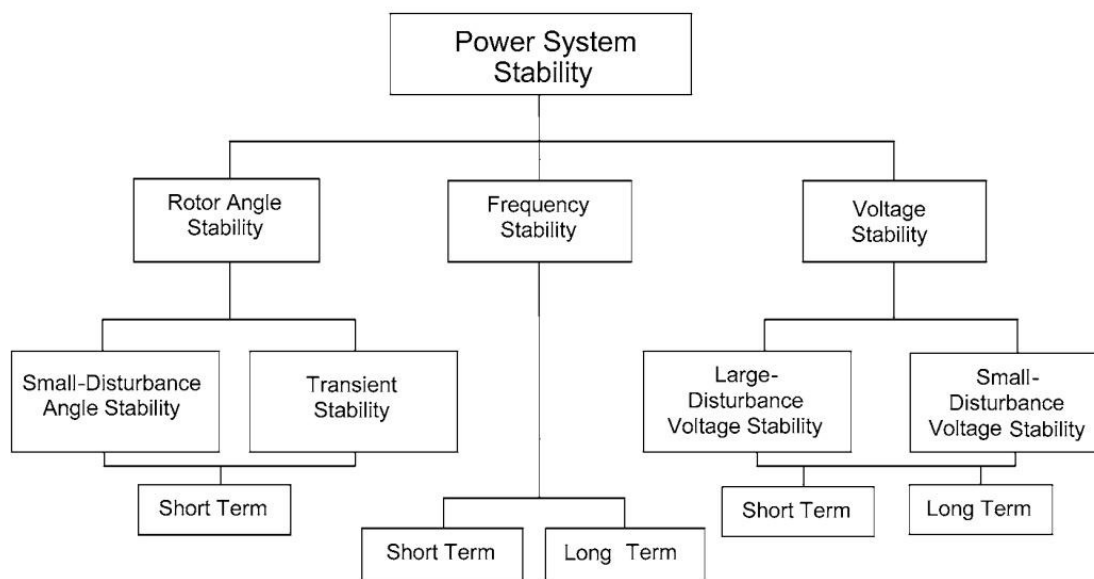 Power System
Stability
Rotor Angle
Stability
Frequency
Stability
Voltage
Stability
Small-Disturbance
Angle Stability
Transient
Stability
Large-
Disturbance
Voltage Stability
Small-
Disturbance
Voltage Stability
Short Term
Short Term
Long Term
Short Term
Long Term